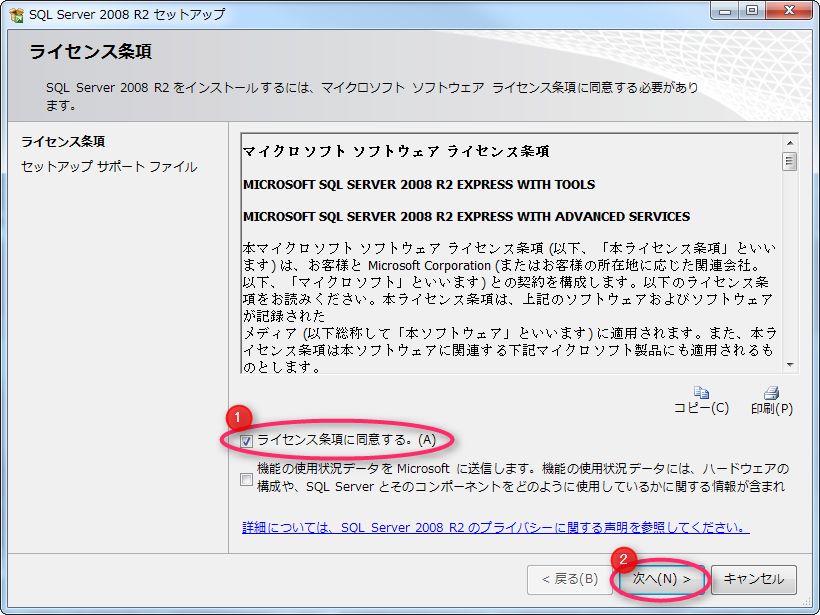 SQL Server 2008 R2 セットアップ
ライセンス条項
SQL Server 2008 R2 をインストールするには、マイクロソフト ソフトウェア ライセンス条項に同意する必要があり
ます。
ライセンス条項
セットアップ サポート ファイル
マイクロソフト ソフトウェア ライセンス条項
MICROSOFT SQL SERVER 2008 R2 EXPRESS WITH TOOLS
MICROSOFT SQL SERVER 2008 R2 EXPRESS WITH ADVANCED SERVICES
本マイクロソフト ソフトウェア ライセンス条項 (以下、「本ライセンス条項」といい
ます) は、お客様と Microsoft Corporation (またはお客様の所在地に応じた関連会社。
以下、「マイクロソフト」といいます) との契約を構成します。以下のライセンス条
項をお読みください。本ライセンス条項は、上記のソフトウェアおよびソフトウェア
が記録された
メディア (以下総称して「本ソフトウェア」といいます) に適用されます。また、本ラ
イセンス条項は本ソフトウェアに関連する下記マイクロソフト製品にも適用されるも
のとします。
コピー(C) 印刷(P)
1
ライセンス条項に同意する。(A)
機能の使用状況データを Microsoft に送信します。機能の使用状況データには、ハードウェアの
構成や、SQL Server とそのコンポーネントをどのように使用しているかに関する情報が含まれ
詳細については、SQL Server 2008 R2 のプライバシーに関する声明を参照してください。
2
< 戻る(B) 次へ(N) > キャンセル